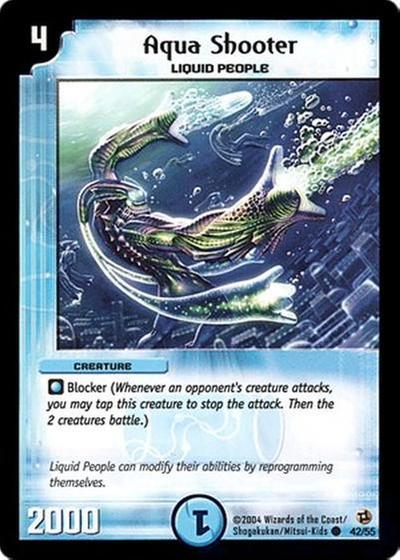 4
Aqua Shooter
LIQUID PEOPLE
CREATURE
Blocker (Whenever an opponent's creature attacks,
you may tap this creature to stop the attack. Then the
2 creatures battle.)
Liquid People can modify their abilities by reprogramming
themselves.
2000
1
©2004 Wizards of the Coast/
Shogakukan/Mitsui-Kids
42/55